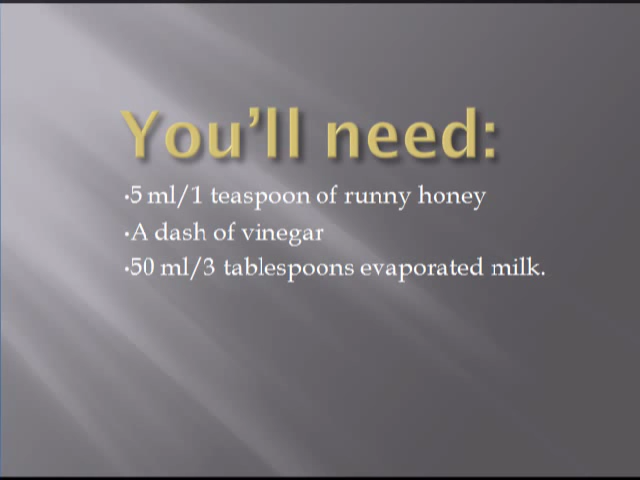 You'll need:
•5 ml/1 teaspoon of runny honey
•A dash of vinegar
•50 ml/3 tablespoons evaporated milk.